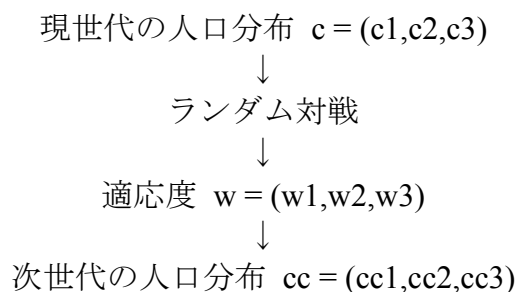 現世代の人口分布 c = (c1,c2,c3)
↓
ランダム対戦
↓
適応度 w = (w1,w2,w3)
↓
次世代の人口分布 cc = (cc1,cc2,cc3)